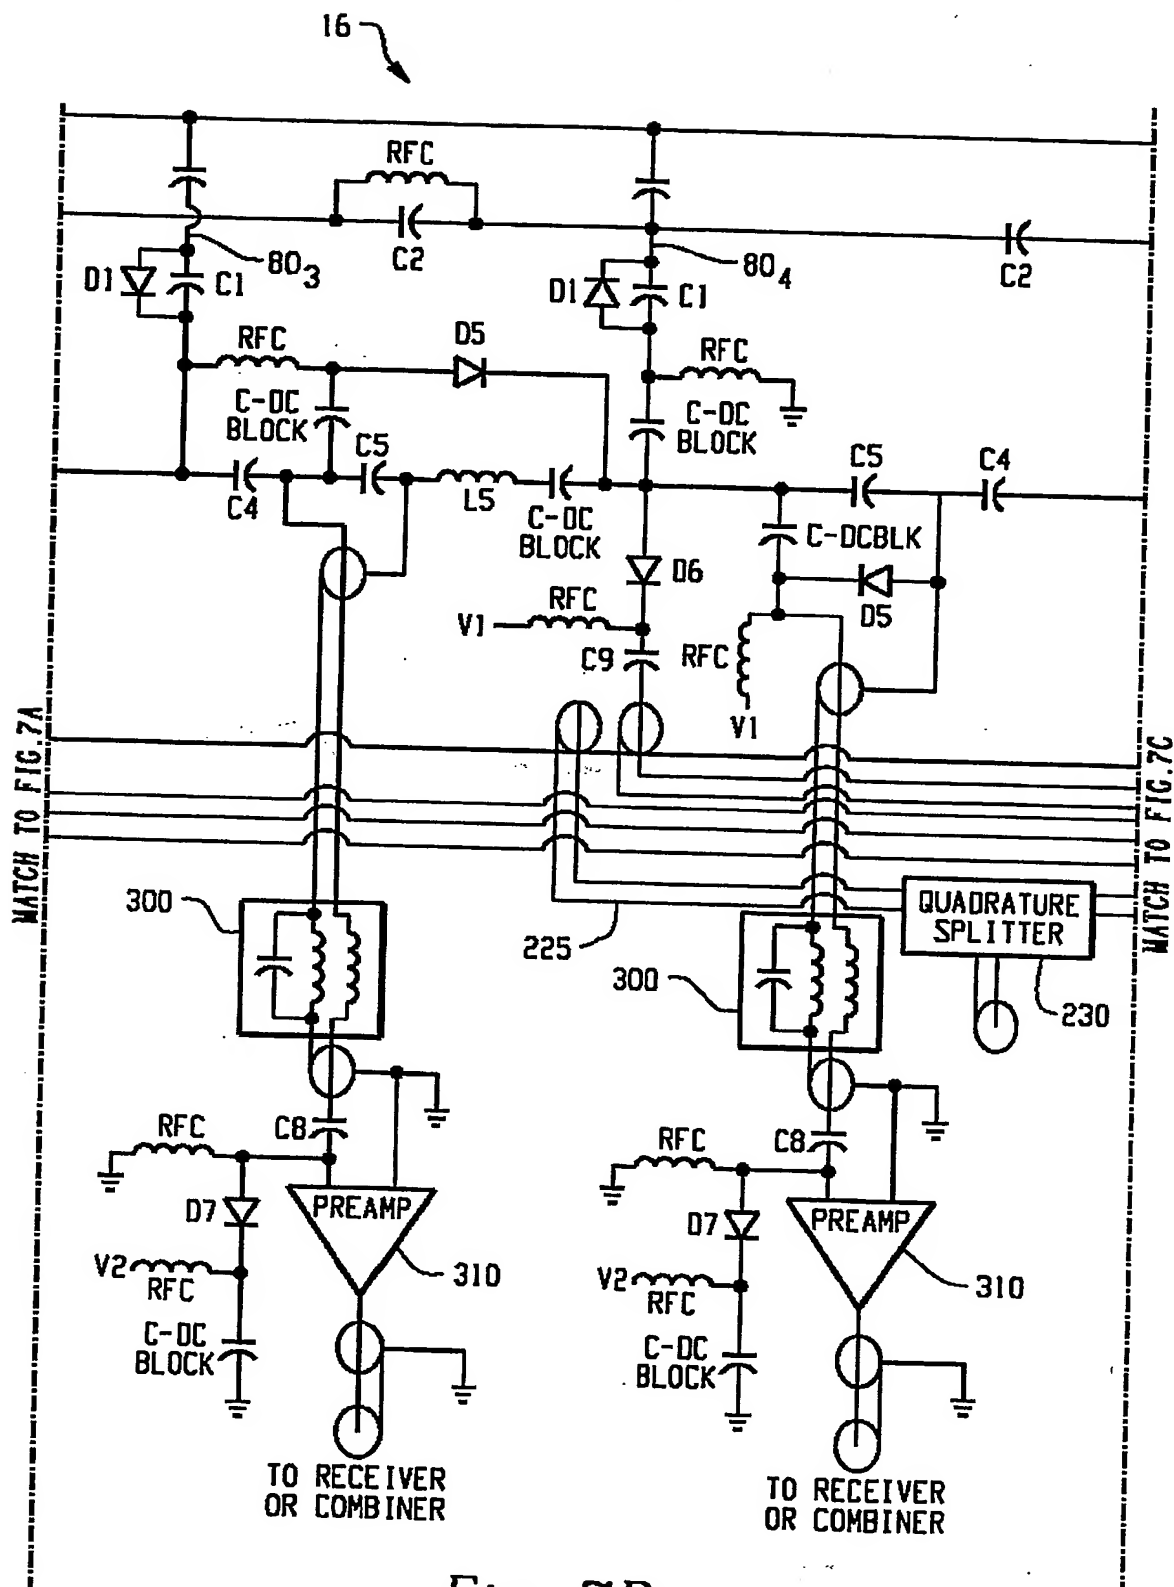 16
RFC
C2
80₃
D1
C1
80₄
D1
C1
C2
RFC
D5
RFC
C-DC
BLOCK
C-DC
BLOCK
C5
C4
L5
C-DC
BLOCK
C5
C4
C-DCBLK
D6
D5
RFC
V1
C9
RFC
V1
MATCH TO FIG.7A
MATCH TO FIG.7C
300
225
QUADRATURE
SPLITTER
300
230
C8
RFC
PREAMP
D7
V2
RFC
310
C-DC
BLOCK
TO RECEIVER
OR COMBINER
C8
RFC
PREAMP
D7
V2
RFC
310
C-DC
BLOCK
TO RECEIVER
OR COMBINER